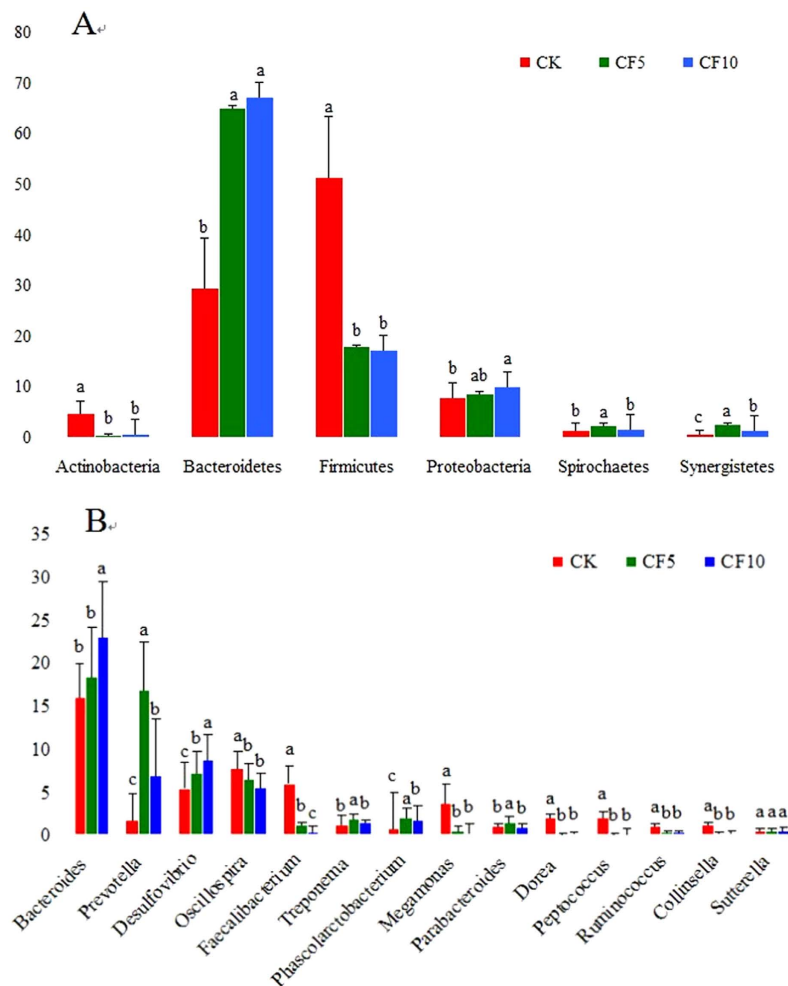 A↵
80
CK CF5 CF10
70
60
50
40
30
20
10
0
a b b
b a a
a b b
b ab a
b a b
c a b
Actinobacteria Bacteroidetes Firmicutes Proteobacteria Spirochaetes Synergistetes
B↵
35
CK CF5 CF10
30
25
20
15
10
5
0
b b a
c a b
c b a
a b b
a b c
b a b
c a b
a b b
b a b
a b b
a b b
a b b
a b b
a a a
Bacteroides
Prevotella
Desulfovibrio
Oscillospira
Faecalibacterium
Treponema
Phascolarctobacterium
Megamonas
Parabacteroides
Dorea
Peptococcus
Ruminococcus
Collinsella
Sutterella